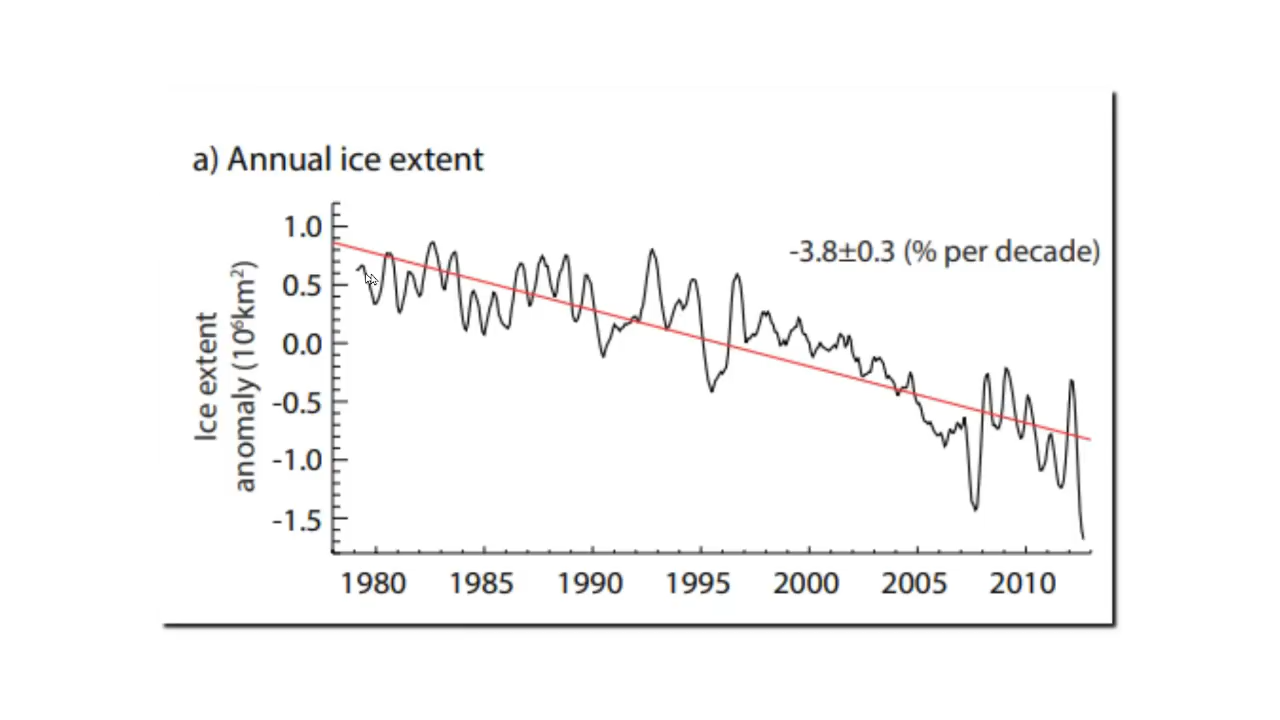 a) Annual ice extent
-3.8±0.3 (% per decade)
Ice extent
anomaly (10⁶km²)
1.0
0.5
0.0
-0.5
-1.0
-1.5
1980 1985 1990 1995 2000 2005 2010